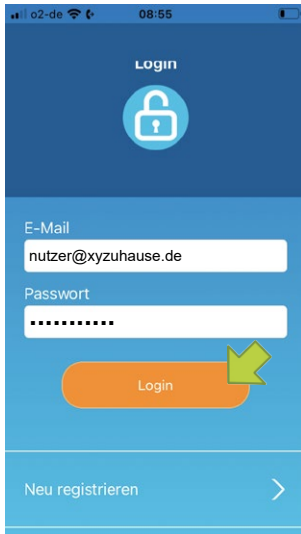 o2-de 08:55
Login
E-Mail
nutzer@xyzuhause.de
Passwort
•••••••••••
Login
Neu registrieren